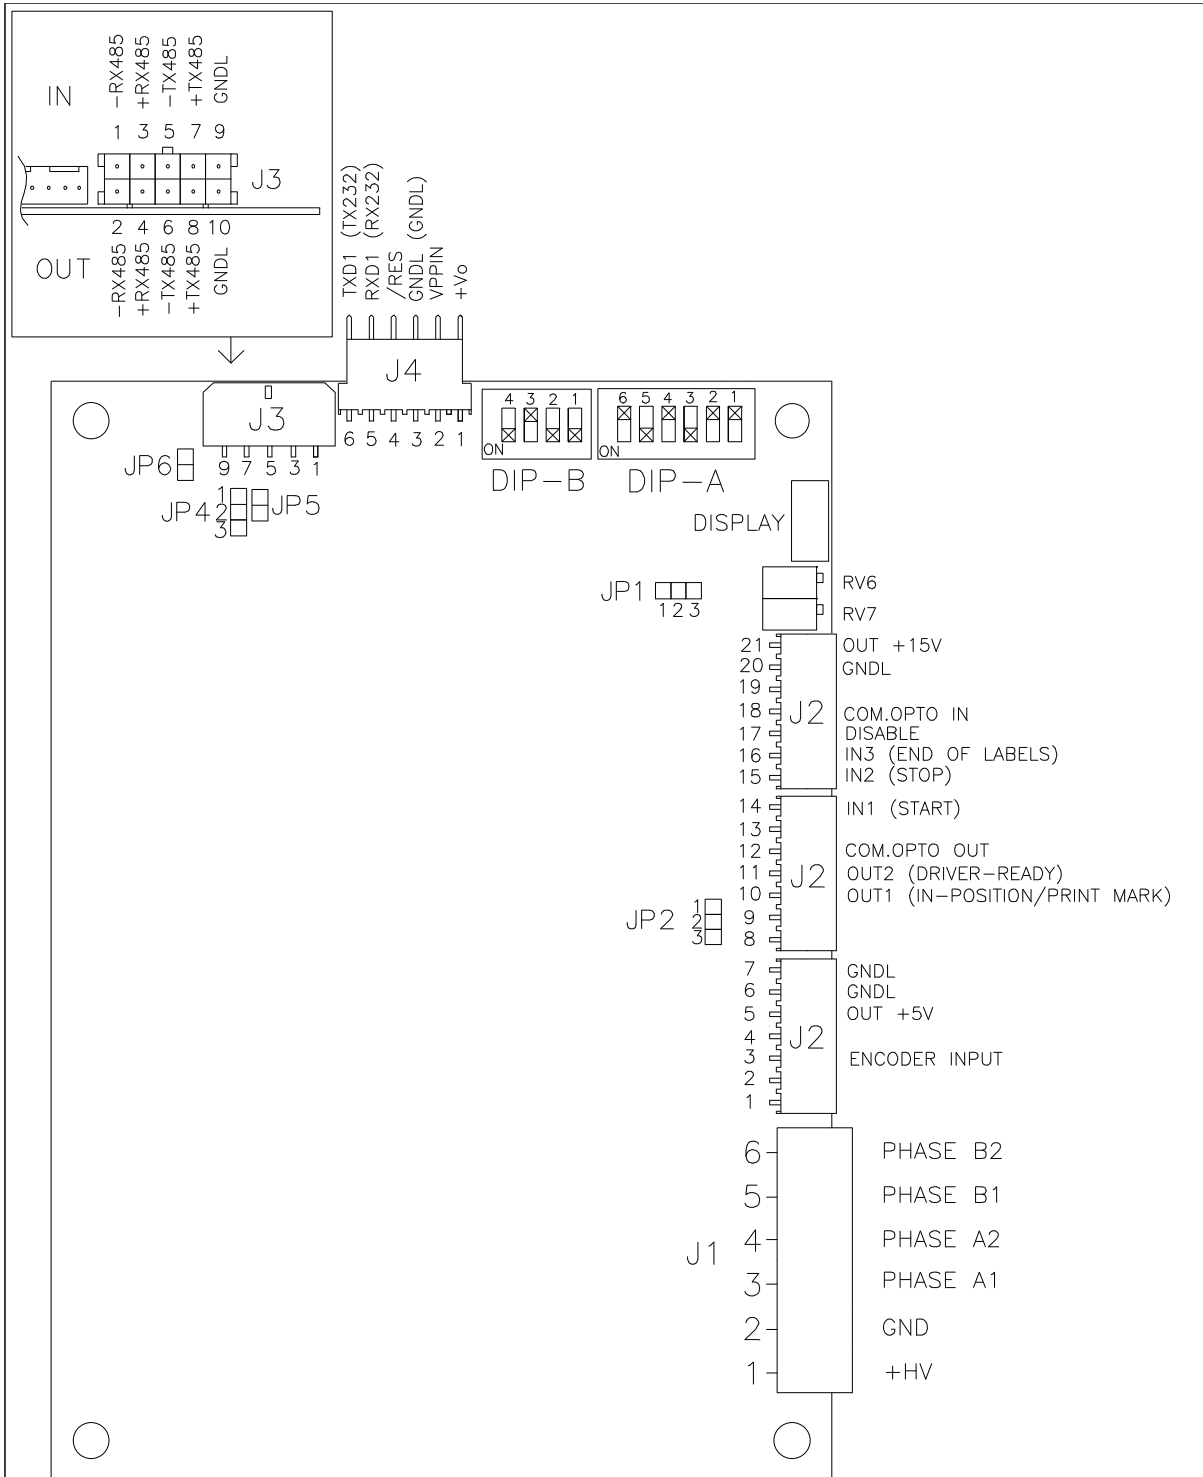 IN
−RX485
+RX485
−TX485
+TX485
GNDL
1 3 5 7 9
J3
2 4 6 8 10
OUT
−RX485
+RX485
−TX485
+TX485
GNDL
TXD1 (TX232)
RXD1 (RX232)
/RES
GNDL (GNDL)
VPPIN
+Vo
J4
6 5 4 3 2 1
J3
9 7 5 3 1
4 3 2 1
ON
DIP−B
6 5 4 3 2 1
ON
DIP−A
JP6
JP4
1
2
3
JP5
DISPLAY
JP1
1 2 3
RV6
RV7
J2
21 OUT +15V
20 GNDL
19
18 COM.OPTO IN
17 DISABLE
16 IN3 (END OF LABELS)
15 IN2 (STOP)
J2
14 IN1 (START)
13
12 COM.OPTO OUT
11 OUT2 (DRIVER−READY)
10 OUT1 (IN−POSITION/PRINT MARK)
9
8
JP2
1
2
3
J2
7 GNDL
6 GNDL
5 OUT +5V
4
3 ENCODER INPUT
2
1
J1
6 PHASE B2
5 PHASE B1
4 PHASE A2
3 PHASE A1
2 GND
1 +HV